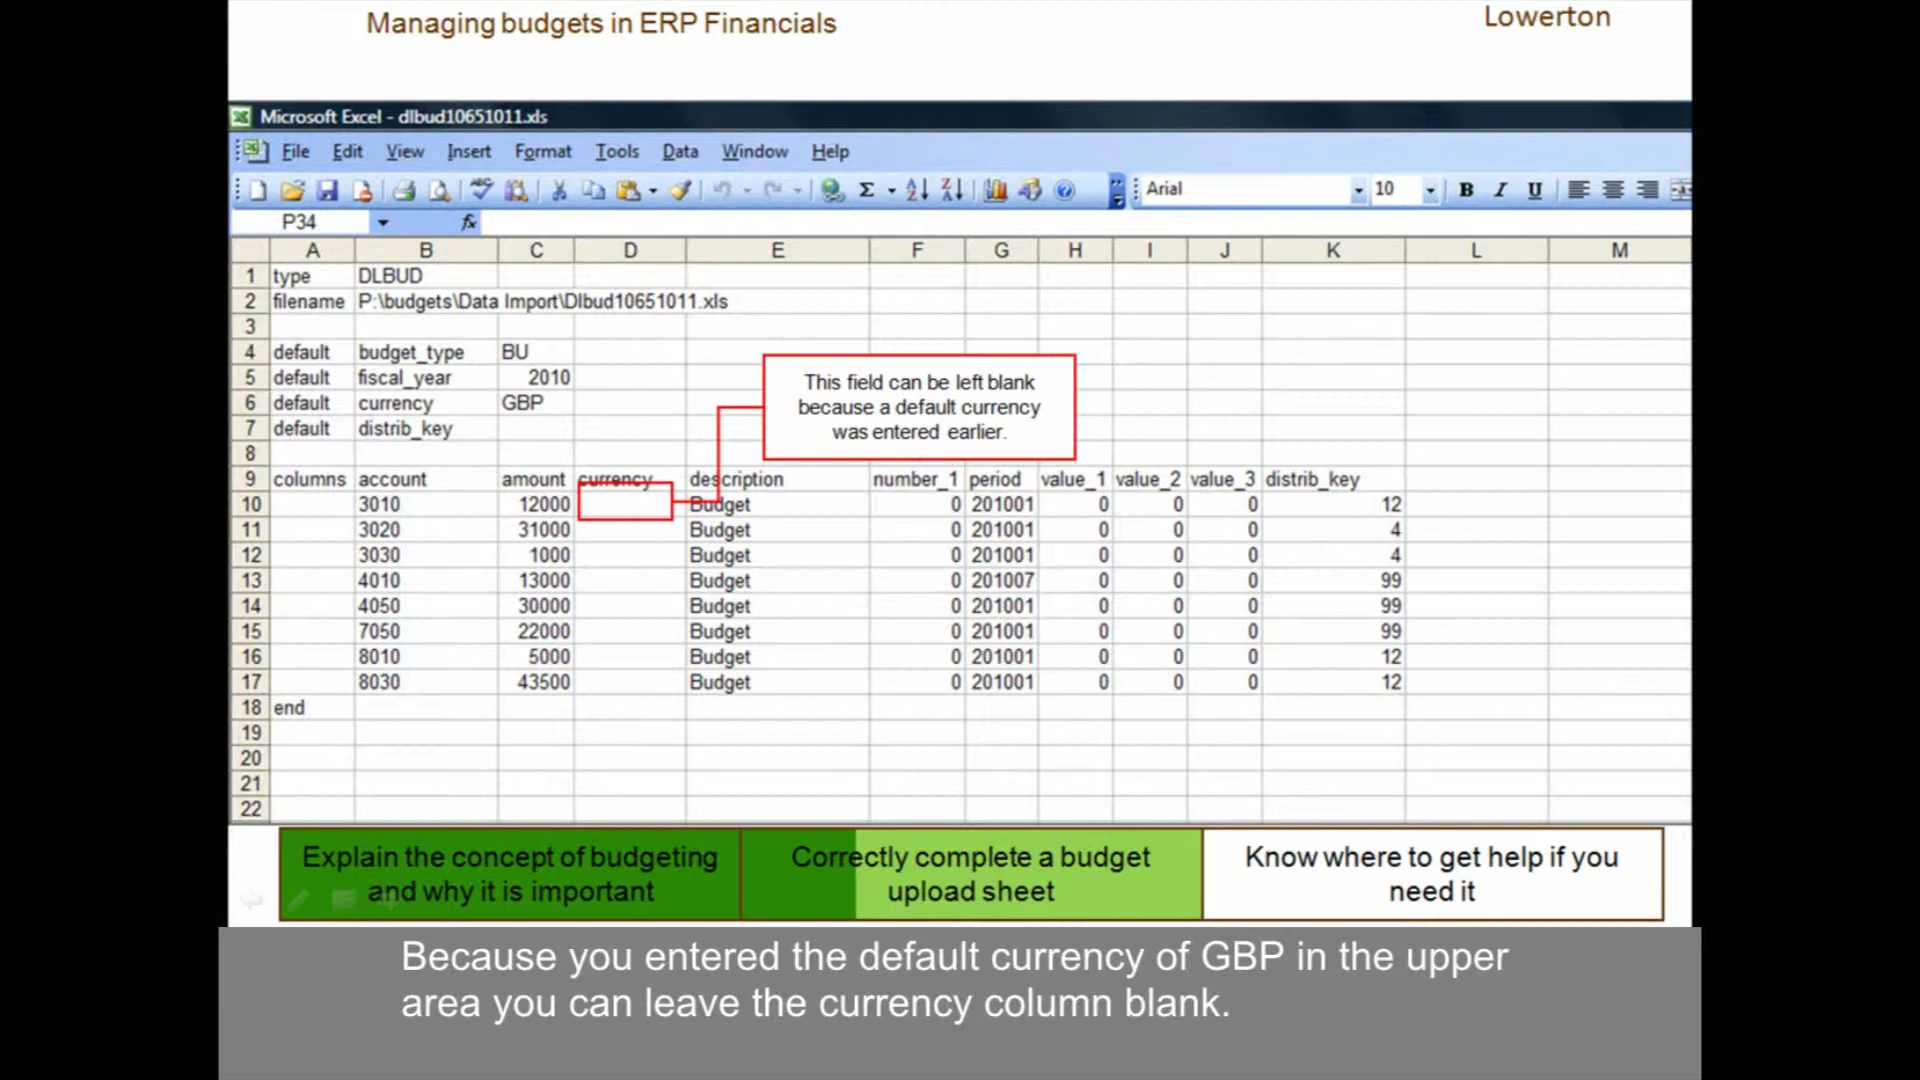 Managing budgets in ERP Financials
Lowerton
Microsoft Excel - dlbud10651011.xls
File Edit View Insert Format Tools Data Window Help
Arial 10 B I U
P34 fx
A B C D E F G H I J K L M
1 type DLBUD
2 filename P:\budgets\Data Import\Dlbud10651011.xls
3
4 default budget_type BU
5 default fiscal_year 2010
6 default currency GBP
7 default distrib_key
This field can be left blank
because a default currency
was entered earlier.
8
9 columns account amount currency description number_1 period value_1 value_2 value_3 distrib_key
10 3010 12000 Budget 0 201001 0 0 0 12
11 3020 31000 Budget 0 201001 0 0 0 4
12 3030 1000 Budget 0 201001 0 0 0 4
13 4010 13000 Budget 0 201007 0 0 0 99
14 4050 30000 Budget 0 201001 0 0 0 99
15 7050 22000 Budget 0 201001 0 0 0 99
16 8010 5000 Budget 0 201001 0 0 0 12
17 8030 43500 Budget 0 201001 0 0 0 12
18 end
19
20
21
22
Explain the concept of budgeting
and why it is important
Correctly complete a budget
upload sheet
Know where to get help if you
need it
Because you entered the default currency of GBP in the upper
area you can leave the currency column blank.